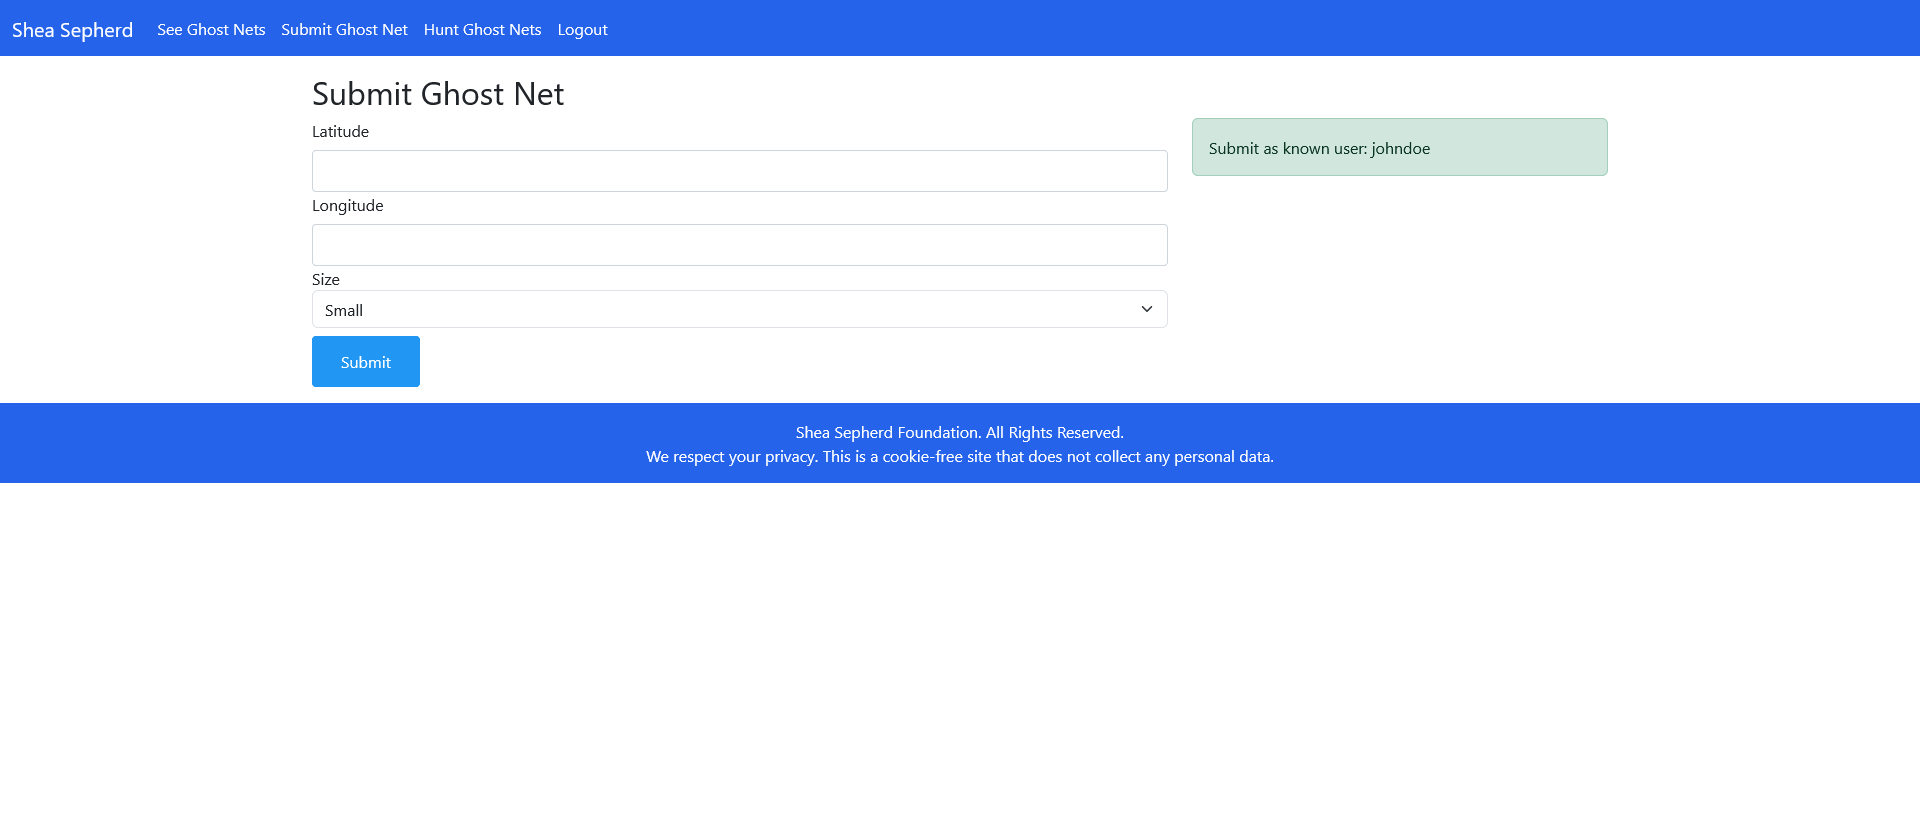 Shea Sepherd See Ghost Nets Submit Ghost Net Hunt Ghost Nets Logout
Submit Ghost Net
Latitude
Submit as known user: johndoe
Longitude
Size
Small
Submit
Shea Sepherd Foundation. All Rights Reserved.
We respect your privacy. This is a cookie-free site that does not collect any personal data.